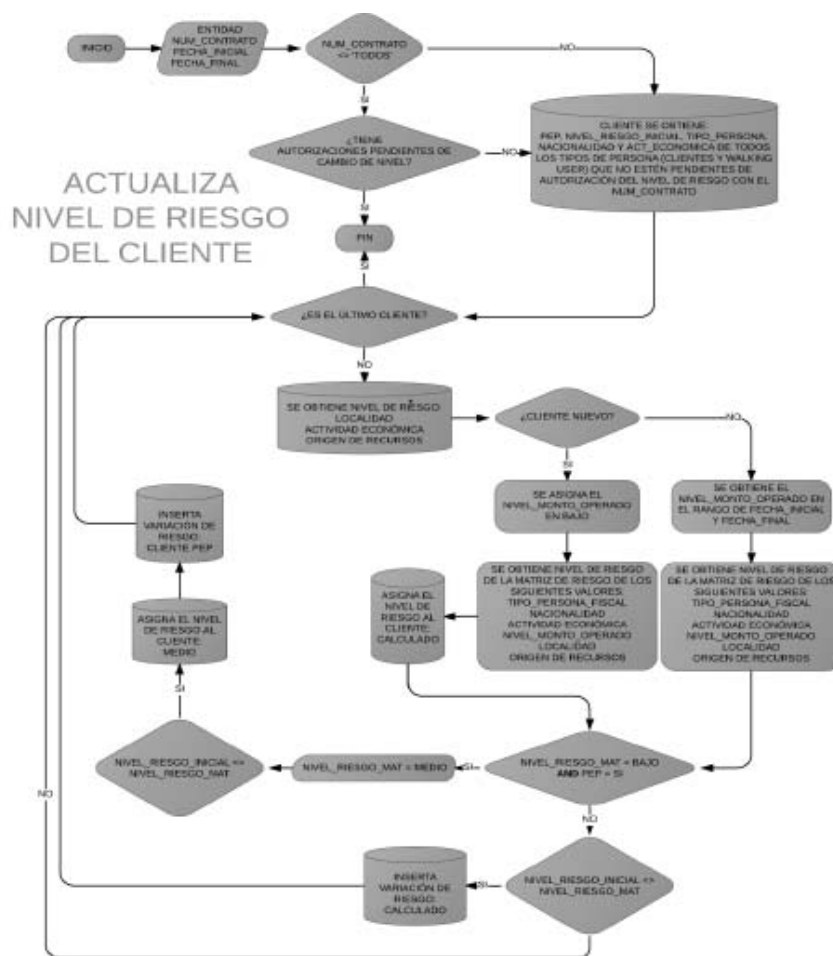 INICIO
ENTIDAD
NUM_CONTRATO
FECHA_INICIAL
FECHA_FINAL
NUM_CONTRATO
<> 'TODOS'
NO
SI
CLIENTE SE OBTIENE:
PEP, NIVEL_RIESGO_INICIAL, TIPO_PERSONA,
NACIONALIDAD Y ACT_ECONOMICA DE TODOS
LOS TIPOS DE PERSONA (CLIENTES Y WALKING
USER) QUE NO ESTÉN PENDIENTES DE
AUTORIZACIÓN DEL NIVEL DE RIESGO CON EL
NUM_CONTRATO
¿TIENE
AUTORIZACIONES PENDIENTES DE
CAMBIO DE NIVEL?
NO
SI
ACTUALIZA
NIVEL DE RIESGO
DEL CLIENTE
FIN
SI
¿ES EL ÚLTIMO CLIENTE?
NO
SE OBTIENE NIVEL DE RIESGO
LOCALIDAD
ACTIVIDAD ECONÓMICA
ORIGEN DE RECURSOS
¿CLIENTE NUEVO?
NO
SI
SE ASIGNA EL
NIVEL_MONTO_OPERADO
EN BAJO
SE OBTIENE EL
NIVEL_MONTO_OPERADO EN
EL RANGO DE FECHA_INICIAL
Y FECHA_FINAL
INSERTA
VARIACIÓN DE
RIESGO:
CLIENTE PEP
ASIGNA EL NIVEL
DE RIESGO AL
CLIENTE:
MEDIO
SI
ASIGNA EL
NIVEL DE
RIESGO AL
CLIENTE:
CALCULADO
SE OBTIENE NIVEL DE RIESGO
DE LA MATRIZ DE RIESGO DE LOS
SIGUIENTES VALORES:
TIPO_PERSONA_FISCAL
NACIONALIDAD
ACTIVIDAD ECONÓMICA
NIVEL_MONTO_OPERADO
LOCALIDAD
ORIGEN DE RECURSOS
SE OBTIENE NIVEL DE RIESGO
DE LA MATRIZ DE RIESGO DE LOS
SIGUIENTES VALORES:
TIPO_PERSONA_FISCAL
NACIONALIDAD
ACTIVIDAD ECONÓMICA
NIVEL_MONTO_OPERADO
LOCALIDAD
ORIGEN DE RECURSOS
NIVEL_RIESGO_INICIAL <>
NIVEL_RIESGO_MAT
NIVEL_RIESGO_MAT = MEDIO
SI
NIVEL_RIESGO_MAT = BAJO
AND PEP = SI
NO
NO
INSERTA
VARIACIÓN DE
RIESGO:
CALCULADO
SI
NIVEL_RIESGO_INICIAL <>
NIVEL_RIESGO_MAT